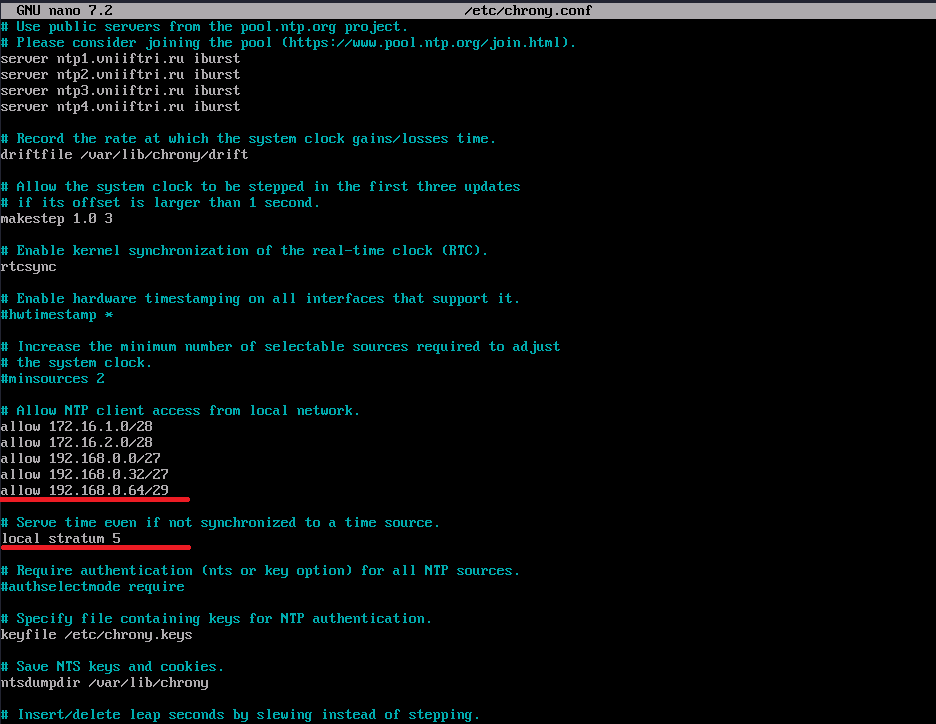 GNU nano 7.2 /etc/chrony.conf
# Use public servers from the pool.ntp.org project.
# Please consider joining the pool (https://www.pool.ntp.org/join.html).
server ntp1.vniiftri.ru iburst
server ntp2.vniiftri.ru iburst
server ntp3.vniiftri.ru iburst
server ntp4.vniiftri.ru iburst
# Record the rate at which the system clock gains/losses time.
driftfile /var/lib/chrony/drift
# Allow the system clock to be stepped in the first three updates
# if its offset is larger than 1 second.
makestep 1.0 3
# Enable kernel synchronization of the real-time clock (RTC).
rtcsync
# Enable hardware timestamping on all interfaces that support it.
#hwtimestamp *
# Increase the minimum number of selectable sources required to adjust
# the system clock.
#minsources 2
# Allow NTP client access from local network.
allow 172.16.1.0/28
allow 172.16.2.0/28
allow 192.168.0.0/27
allow 192.168.0.32/27
allow 192.168.0.64/29
# Serve time even if not synchronized to a time source.
local stratum 5
# Require authentication (nts or key option) for all NTP sources.
#authselectmode require
# Specify file containing keys for NTP authentication.
keyfile /etc/chrony.keys
# Save NTS keys and cookies.
ntsdumpdir /var/lib/chrony
# Insert/delete leap seconds by slewing instead of stepping.